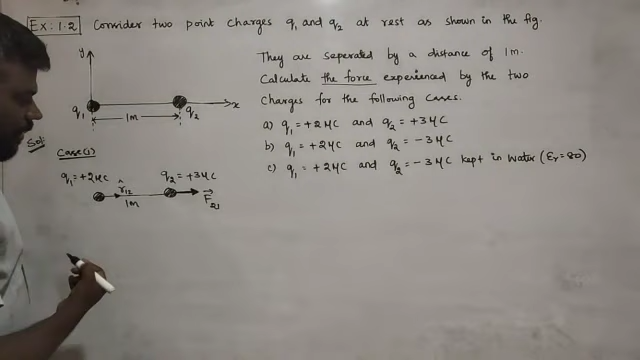 Ex: 1.2 Consider two point charges q₁ and q₂ at rest as shown in the fig.
They are seperated by a distance of 1m.
Calculate the force experienced by the two
Charges for the following cases.
a) q₁ = +2μC and q₂ = +3μC
b) q₁ = +2μC and q₂ = -3μC
c) q₁ = +2μC and q₂ = -3μC kept in water (εr = 80)
y
x
q₁
q₂
1m
Sol:
Case(i)
q₁ = +2μC
q₂ = +3μC
r̂₁₂
1m
F⃗₂₁